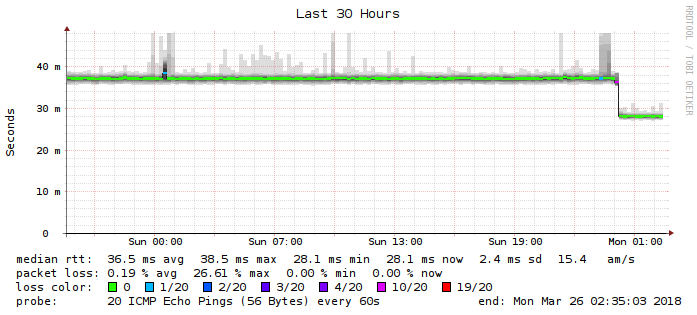 Last 30 Hours
RRDTOOL / TOBI OETIKER
Seconds
40 m
30 m
20 m
10 m
0
Sun 00:00 Sun 07:00 Sun 13:00 Sun 19:00 Mon 01:00
median rtt: 36.5 ms avg 38.5 ms max 28.1 ms min 28.1 ms now 2.4 ms sd 15.4 am/s
packet loss: 0.19 % avg 26.61 % max 0.00 % min 0.00 % now
loss color: 0 1/20 2/20 3/20 4/20 10/20 19/20
probe: 20 ICMP Echo Pings (56 Bytes) every 60s end: Mon Mar 26 02:35:03 2018